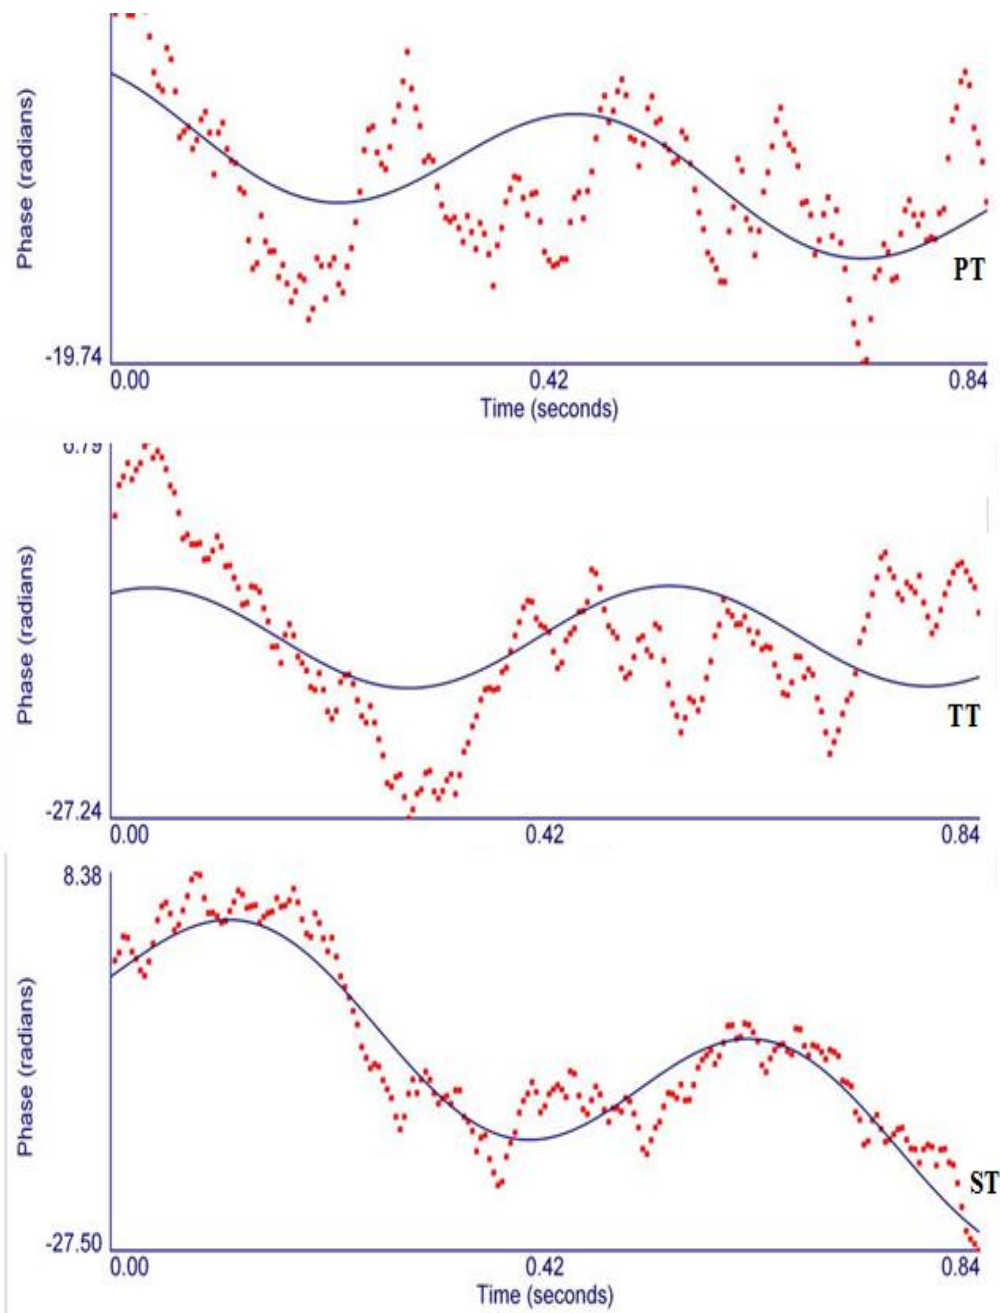 Phase (radians)
PT
-19.74
0.00 0.42 0.84
Time (seconds)
6.79
Phase (radians)
TT
-27.24
0.00 0.42 0.84
8.38
Phase (radians)
ST
-27.50
0.00 0.42 0.84
Time (seconds)